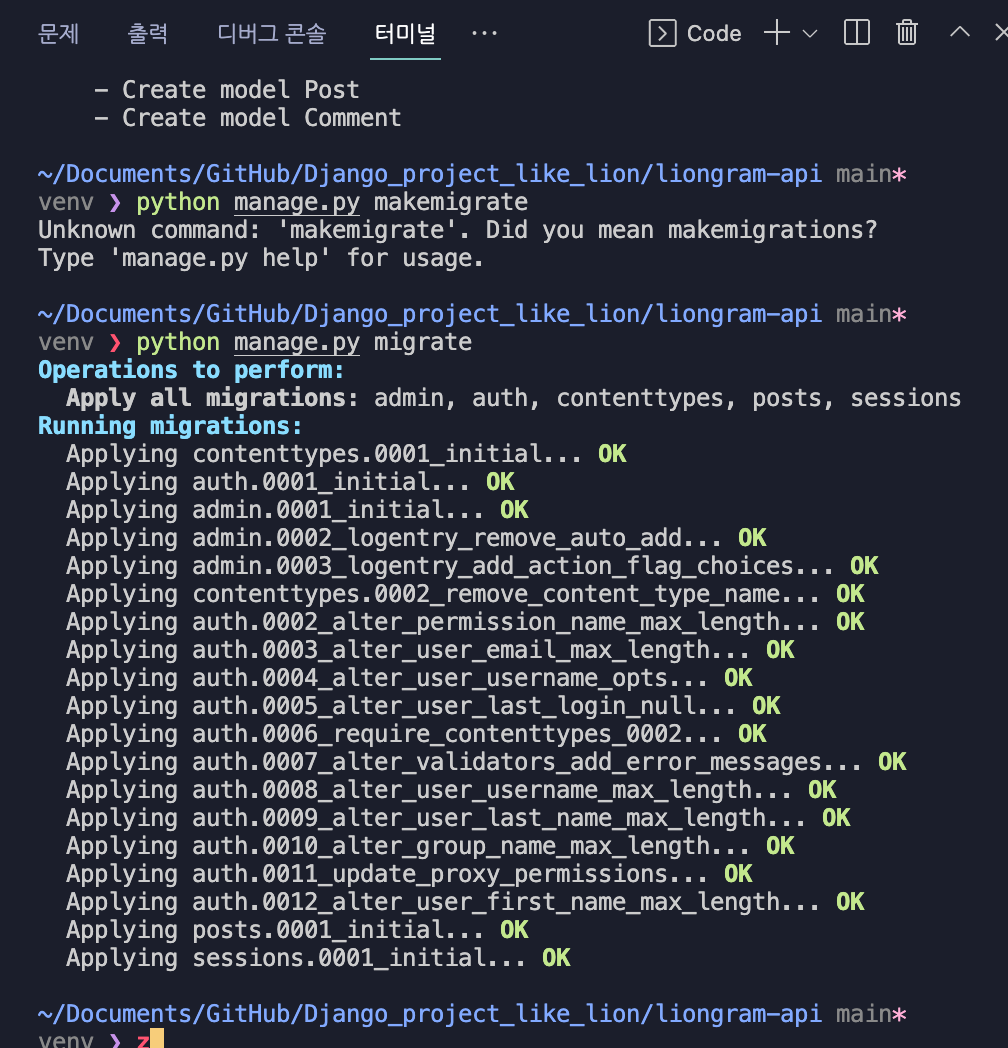 문제 출력 디버그 콘솔 터미널 ... Code
– Create model Post
– Create model Comment
~/Documents/GitHub/Django_project_like_lion/liongram-api main*
venv ❯ python manage.py makemigrate
Unknown command: 'makemigrate'. Did you mean makemigrations?
Type 'manage.py help' for usage.
~/Documents/GitHub/Django_project_like_lion/liongram-api main*
venv ❯ python manage.py migrate
Operations to perform:
Apply all migrations: admin, auth, contenttypes, posts, sessions
Running migrations:
Applying contenttypes.0001_initial... OK
Applying auth.0001_initial... OK
Applying admin.0001_initial... OK
Applying admin.0002_logentry_remove_auto_add... OK
Applying admin.0003_logentry_add_action_flag_choices... OK
Applying contenttypes.0002_remove_content_type_name... OK
Applying auth.0002_alter_permission_name_max_length... OK
Applying auth.0003_alter_user_email_max_length... OK
Applying auth.0004_alter_user_username_opts... OK
Applying auth.0005_alter_user_last_login_null... OK
Applying auth.0006_require_contenttypes_0002... OK
Applying auth.0007_alter_validators_add_error_messages... OK
Applying auth.0008_alter_user_username_max_length... OK
Applying auth.0009_alter_user_last_name_max_length... OK
Applying auth.0010_alter_group_name_max_length... OK
Applying auth.0011_update_proxy_permissions... OK
Applying auth.0012_alter_user_first_name_max_length... OK
Applying posts.0001_initial... OK
Applying sessions.0001_initial... OK
~/Documents/GitHub/Django_project_like_lion/liongram-api main*
venv ❯ z